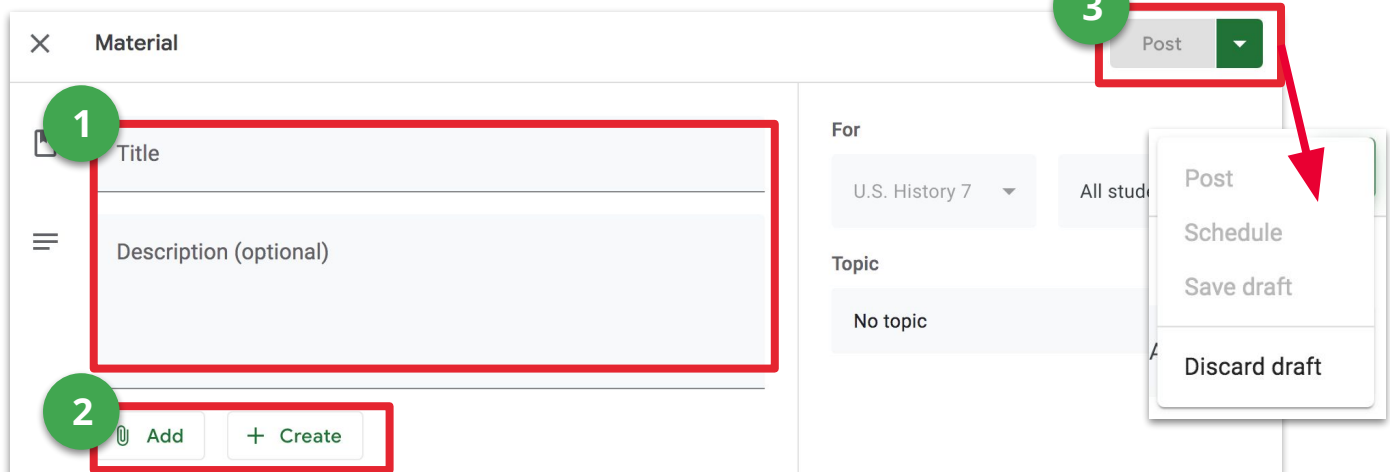 3
Material
Post
1
Title
For
U.S. History 7
All stude
Description (optional)
Topic
No topic
2
Add
+ Create
Post
Schedule
Save draft
Discard draft